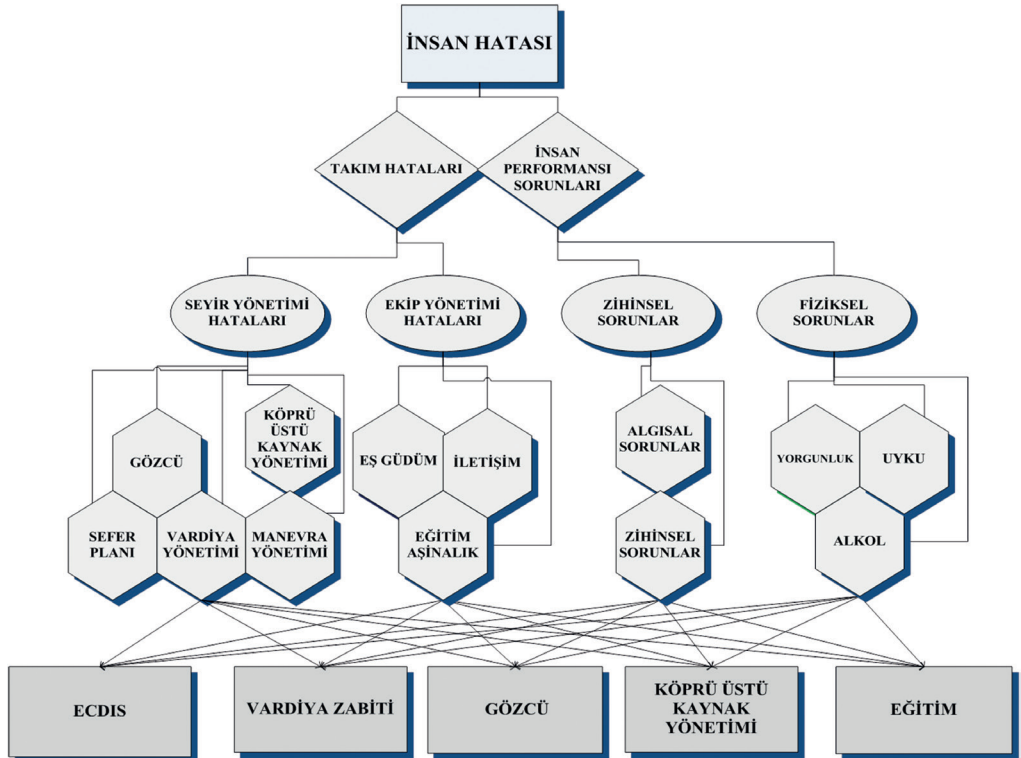 İNSAN HATASI
TAKIM HATALARI
İNSAN
PERFORMANSI
SORUNLARI
SEYİR YÖNETİMİ
HATALARI
EKİP YÖNETİMİ
HATALARI
ZİHİNSEL
SORUNLAR
FİZİKSEL
SORUNLAR
GÖZCÜ
KÖPRÜ
ÜSTÜ
KAYNAK
YÖNETİMİ
SEFER
PLANI
VARDİYA
YÖNETİMİ
MANEVRA
YÖNETİMİ
EŞ GÜDÜM
İLETİŞİM
EĞİTİM
AŞİNALIK
ALGISAL
SORUNLAR
ZİHİNSEL
SORUNLAR
YORGUNLUK
UYKU
ALKOL
ECDIS
VARDİYA ZABİTİ
GÖZCÜ
KÖPRÜ ÜSTÜ
KAYNAK
YÖNETİMİ
EĞİTİM